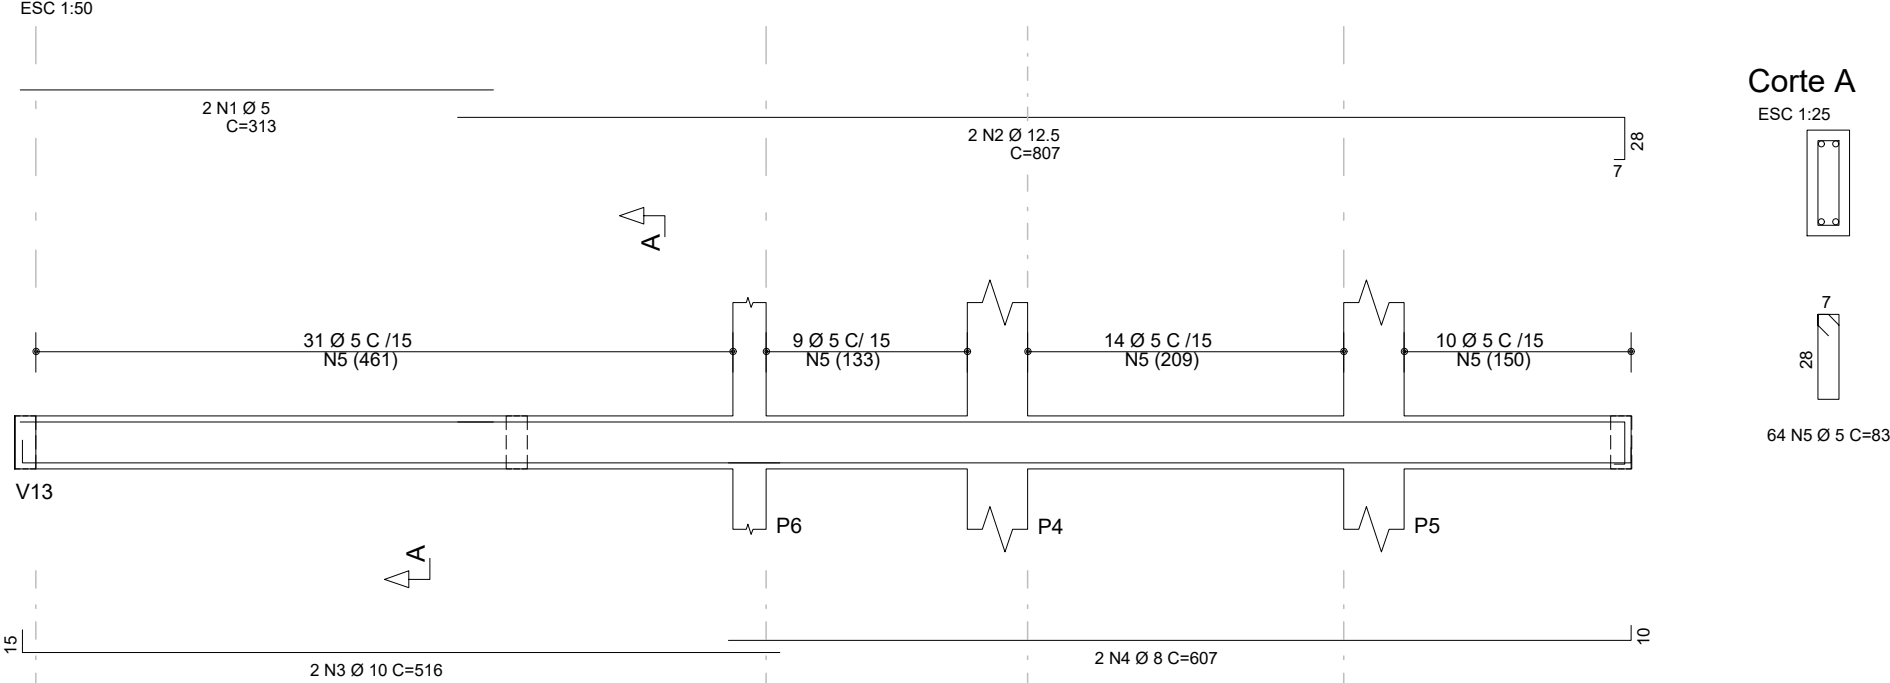 ESC 1:50
2 N1 Ø 5
C=313
2 N2 Ø 12.5
C=807
28
7
Corte A
ESC 1:25
A
31 Ø 5 C /15
N5 (461)
9 Ø 5 C/ 15
N5 (133)
14 Ø 5 C /15
N5 (209)
10 Ø 5 C /15
N5 (150)
7
28
64 N5 Ø 5 C=83
V13
P6
P4
P5
A
15
2 N3 Ø 10 C=516
2 N4 Ø 8 C=607
10